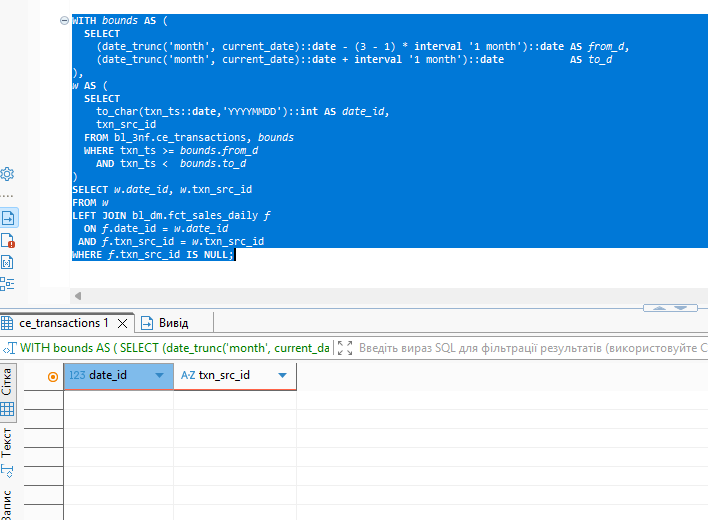 WITH bounds AS (
SELECT
(date_trunc('month', current_date)::date - (3 - 1) * interval '1 month')::date AS from_d,
(date_trunc('month', current_date)::date + interval '1 month')::date AS to_d
),
w AS (
SELECT
to_char(txn_ts::date,'YYYYMMDD')::int AS date_id,
txn_src_id
FROM bl_3nf.ce_transactions, bounds
WHERE txn_ts >= bounds.from_d
AND txn_ts < bounds.to_d
)
SELECT w.date_id, w.txn_src_id
FROM w
LEFT JOIN bl_dm.fct_sales_daily f
ON f.date_id = w.date_id
AND f.txn_src_id = w.txn_src_id
WHERE f.txn_src_id IS NULL;
ce_transactions 1
Вивід
WITH bounds AS ( SELECT (date_trunc('month', current_da
Введіть вираз SQL для фільтрації результатів (використовуйте C
Сітка
123 date_id
A-Z txn_src_id
Текст
Запис